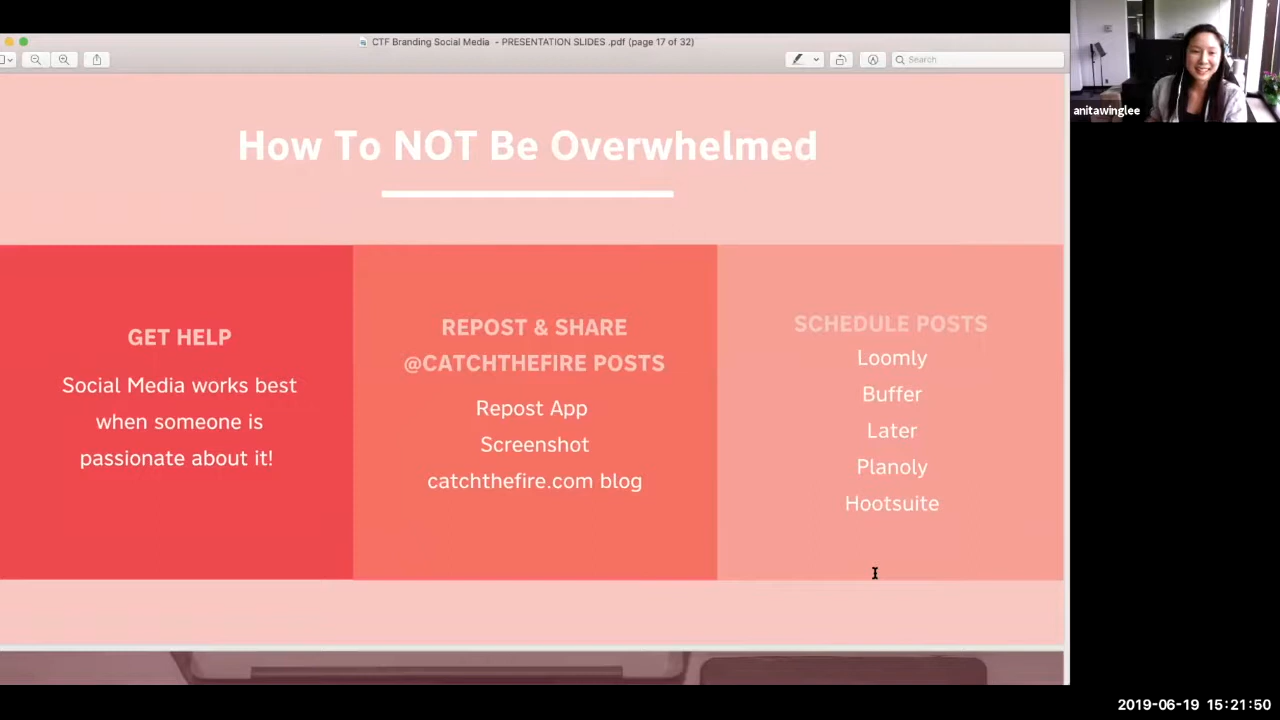 CTF Branding Social Media - PRESENTATION SLIDES .pdf (page 17 of 32)
Search
anitawinglee
How To NOT Be Overwhelmed
GET HELP
Social Media works best
when someone is
passionate about it!
REPOST & SHARE
@CATCHTHEFIRE POSTS
Repost App
Screenshot
catchthefire.com blog
SCHEDULE POSTS
Loomly
Buffer
Later
Planoly
Hootsuite
2019-06-19 15:21:50